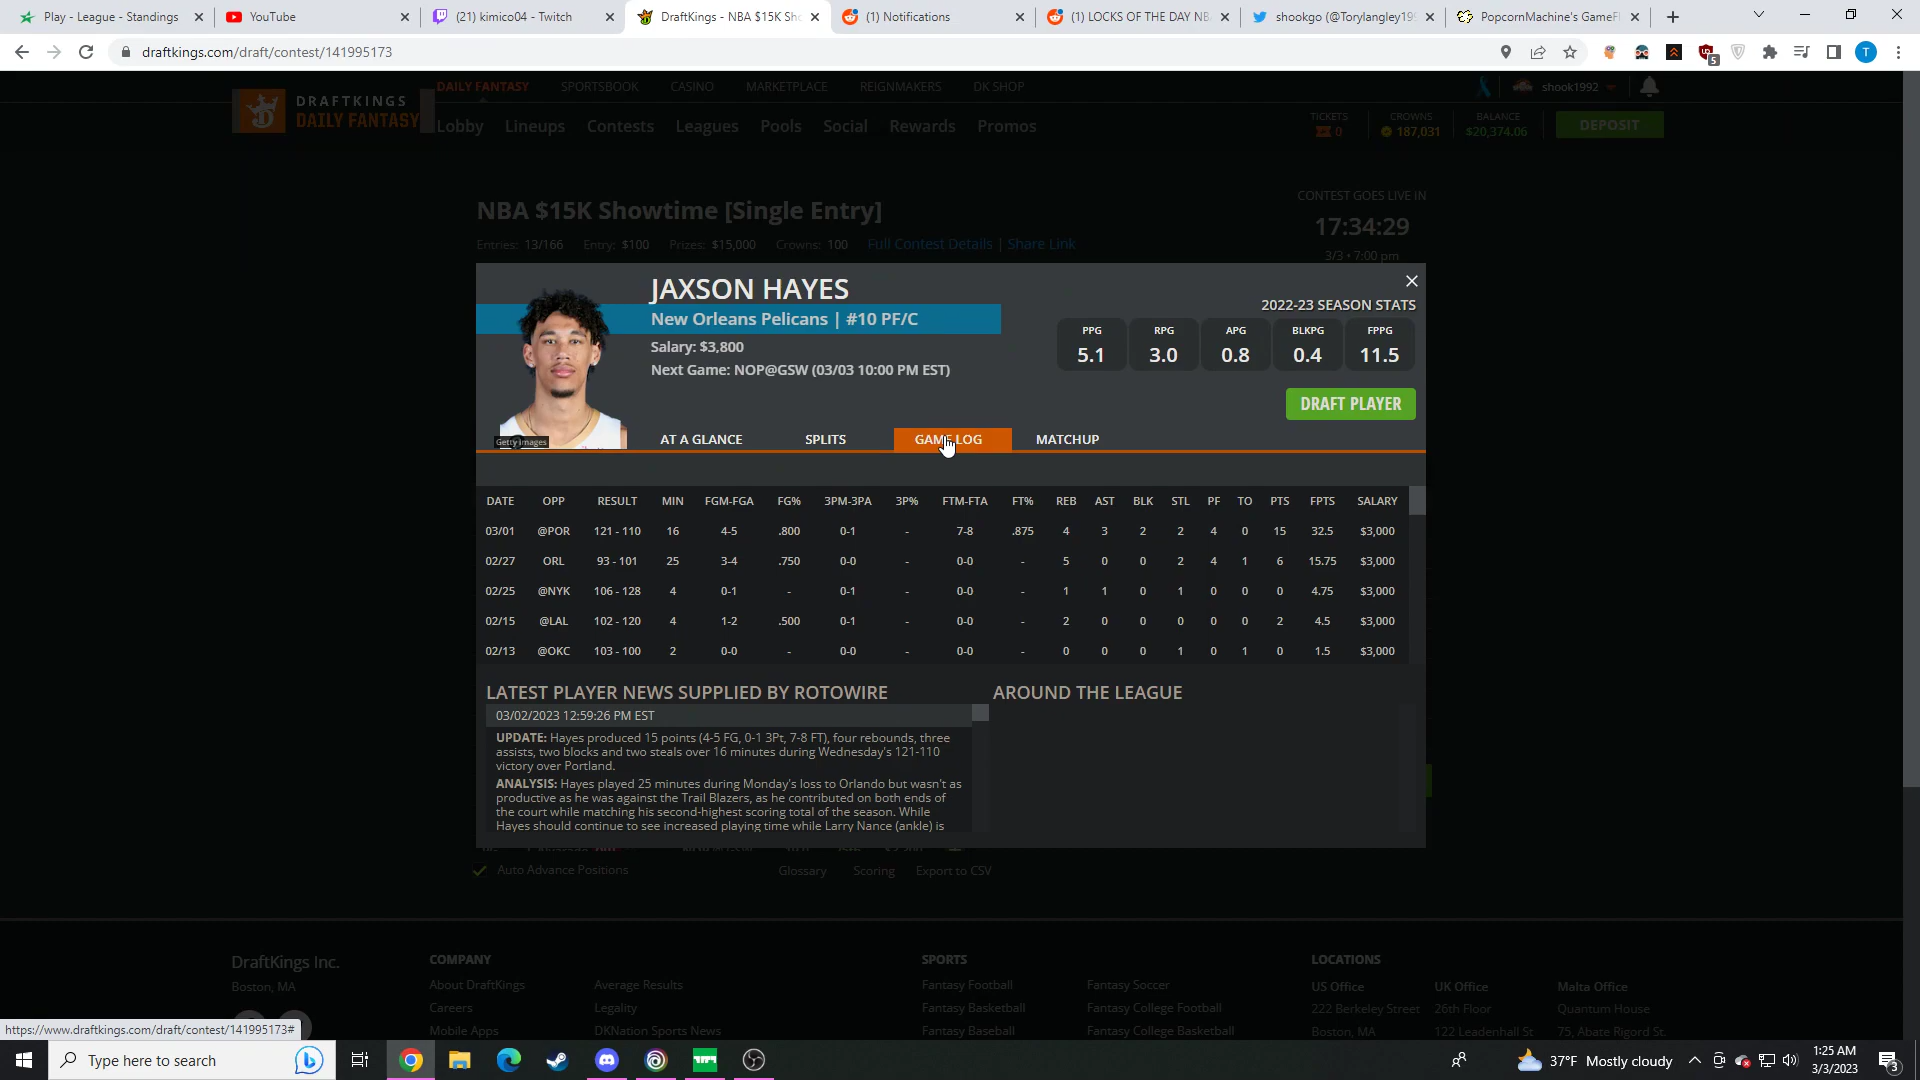 Play - League - Standings
YouTube
(21) kimico04 - Twitch
DraftKings - NBA $15K Sho
(1) Notifications
(1) LOCKS OF THE DAY NB
shookgo (@Torylangley199
PopcornMachine's GameFl
draftkings.com/draft/contest/141995173
5
T
DRAFTKINGS
DAILY FANTASY
DAILY FANTASY SPORTSBOOK CASINO MARKETPLACE REIGNMAKERS DK SHOP
shook1992
Lobby Lineups Contests Leagues Pools Social Rewards Promos
TICKETS
0
CROWNS
187,031
BALANCE
$20,374.06
DEPOSIT
NBA $15K Showtime [Single Entry]
CONTEST GOES LIVE IN
17:34:29
3/3 • 7:00 pm
Entries: 13/166 Entry: $100 Prizes: $15,000 Crowns: 100 Full Contest Details | Share Link
JAXSON HAYES
New Orleans Pelicans | #10 PF/C
Salary: $3,800
Next Game: NOP@GSW (03/03 10:00 PM EST)
Getty Images
2022-23 SEASON STATS
PPG RPG APG BLKPG FPPG
5.1 3.0 0.8 0.4 11.5
DRAFT PLAYER
AT A GLANCE SPLITS GAME LOG MATCHUP
DATE OPP RESULT MIN FGM-FGA FG% 3PM-3PA 3P% FTM-FTA FT% REB AST BLK STL PF TO PTS FPTS SALARY
03/01 @POR 121 - 110 16 4-5 .800 0-1 - 7-8 .875 4 3 2 2 4 0 15 32.5 $3,000
02/27 ORL 93 - 101 25 3-4 .750 0-0 - 0-0 - 5 0 0 2 4 1 6 15.75 $3,000
02/25 @NYK 106 - 128 4 0-1 - 0-1 - 0-0 - 1 1 0 1 0 0 0 4.75 $3,000
02/15 @LAL 102 - 120 4 1-2 .500 0-1 - 0-0 - 2 0 0 0 0 0 2 4.5 $3,000
02/13 @OKC 103 - 100 2 0-0 - 0-0 - 0-0 - 0 0 0 1 0 1 0 1.5 $3,000
LATEST PLAYER NEWS SUPPLIED BY ROTOWIRE
AROUND THE LEAGUE
03/02/2023 12:59:26 PM EST
UPDATE: Hayes produced 15 points (4-5 FG, 0-1 3Pt, 7-8 FT), four rebounds, three
assists, two blocks and two steals over 16 minutes during Wednesday's 121-110
victory over Portland.
ANALYSIS: Hayes played 25 minutes during Monday's loss to Orlando but wasn't as
productive as he was against the Trail Blazers, as he contributed on both ends of
the court while matching his second-highest scoring total of the season. While
Hayes should continue to see increased playing time while Larry Nance (ankle) is
Auto Advance Positions
Glossary Scoring Export to CSV
DraftKings Inc.
Boston, MA
COMPANY
About DraftKings
Careers
Mobile Apps
Average Results
Legality
DKNation Sports News
SPORTS
Fantasy Football
Fantasy Basketball
Fantasy Baseball
Fantasy Soccer
Fantasy College Football
Fantasy College Basketball
LOCATIONS
US Office
222 Berkeley Street
Boston, MA
UK Office
26th Floor
122 Leadenhall St
Malta Office
Quantum House
75, Abate Rigord St.
https://www.draftkings.com/draft/contest/141995173#
Type here to search
37°F Mostly cloudy
1:25 AM
3/3/2023
3